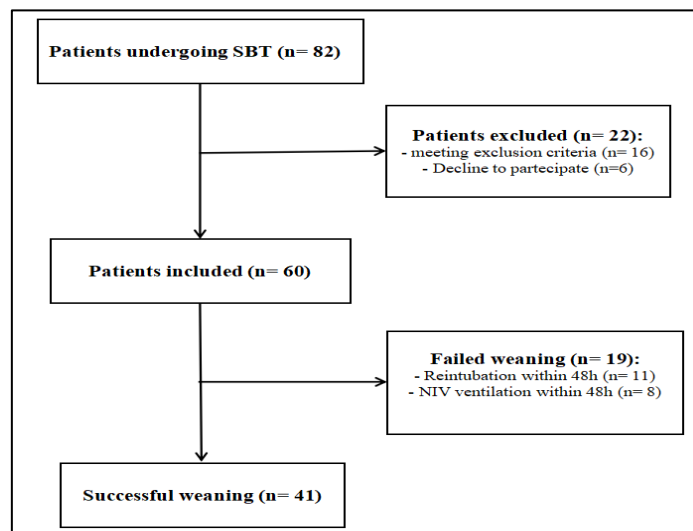 Patients undergoing SBT (n= 82)
Patients excluded (n= 22):
- meeting exclusion criteria (n= 16)
- Decline to partecipate (n=6)
Patients included (n= 60)
Failed weaning (n= 19):
- Reintubation within 48h (n= 11)
- NIV ventilation within 48h (n= 8)
Successful weaning (n= 41)